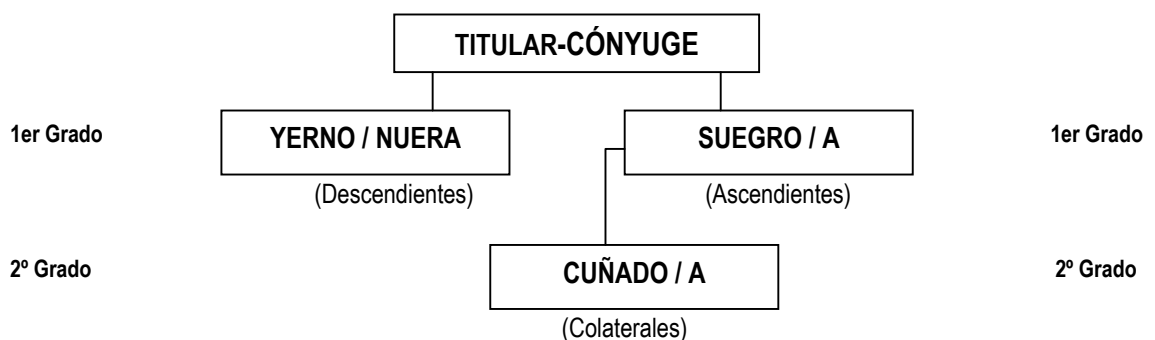 TITULAR-CÓNYUGE
1er Grado YERNO / NUERA SUEGRO / A 1er Grado
(Descendientes) (Ascendientes)
2º Grado CUÑADO / A 2º Grado
(Colaterales)